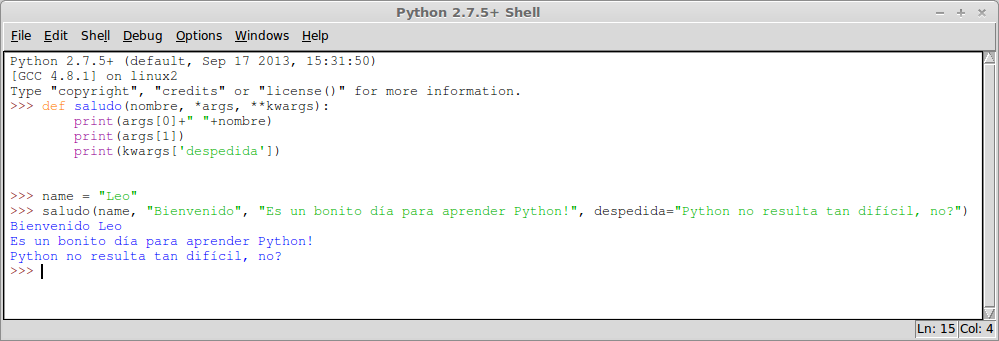 Python 2.7.5+ Shell
File Edit Shell Debug Options Windows Help
Python 2.7.5+ (default, Sep 17 2013, 15:31:50)
[GCC 4.8.1] on linux2
Type "copyright", "credits" or "license()" for more information.
>>> def saludo(nombre, *args, **kwargs):
        print(args[0]+" "+nombre)
        print(args[1])
        print(kwargs['despedida'])
>>> name = "Leo"
>>> saludo(name, "Bienvenido", "Es un bonito día para aprender Python!", despedida="Python no resulta tan difícil, no?")
Bienvenido Leo
Es un bonito día para aprender Python!
Python no resulta tan difícil, no?
>>>
Ln: 15 Col: 4